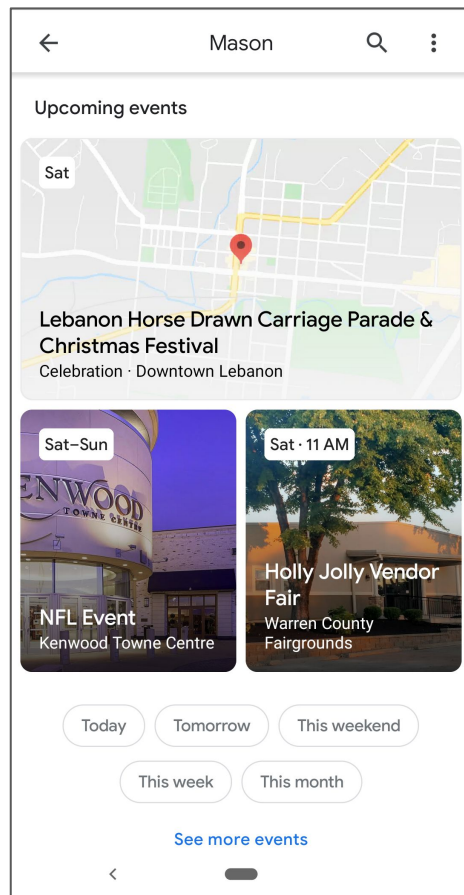 Mason
Upcoming events
Sat
Lebanon Horse Drawn Carriage Parade &
Christmas Festival
Celebration · Downtown Lebanon
Sat–Sun
ENWOOD
TOWNE CENTRE
NFL Event
Kenwood Towne Centre
Sat · 11 AM
Holly Jolly Vendor
Fair
Warren County
Fairgrounds
Today
Tomorrow
This weekend
This week
This month
See more events